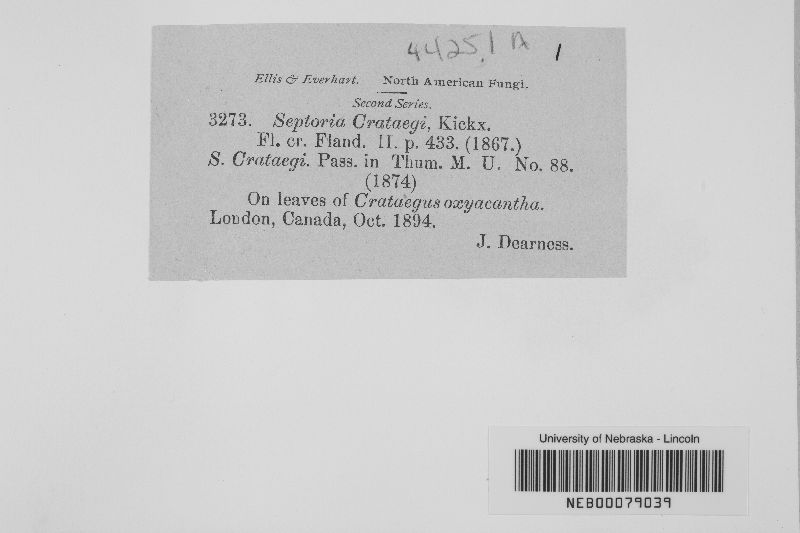 44251 A 1
Ellis & Everhart. North American Fungi.
Second Series.
3273. Septoria Crataegi, Kickx.
Fl. cr. Fland. II. p. 433. (1867.)
S. Crataegi. Pass. in Thum. M. U. No. 88.
(1874)
On leaves of Crataegus oxyacantha.
London, Canada, Oct. 1894.
J. Dearness.
University of Nebraska - Lincoln
NEB00079039